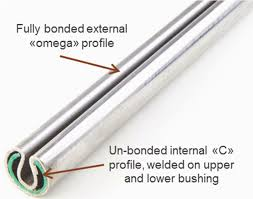 Fully bonded external
«omega» profile
Un-bonded internal «C»
profile, welded on upper
and lower bushing